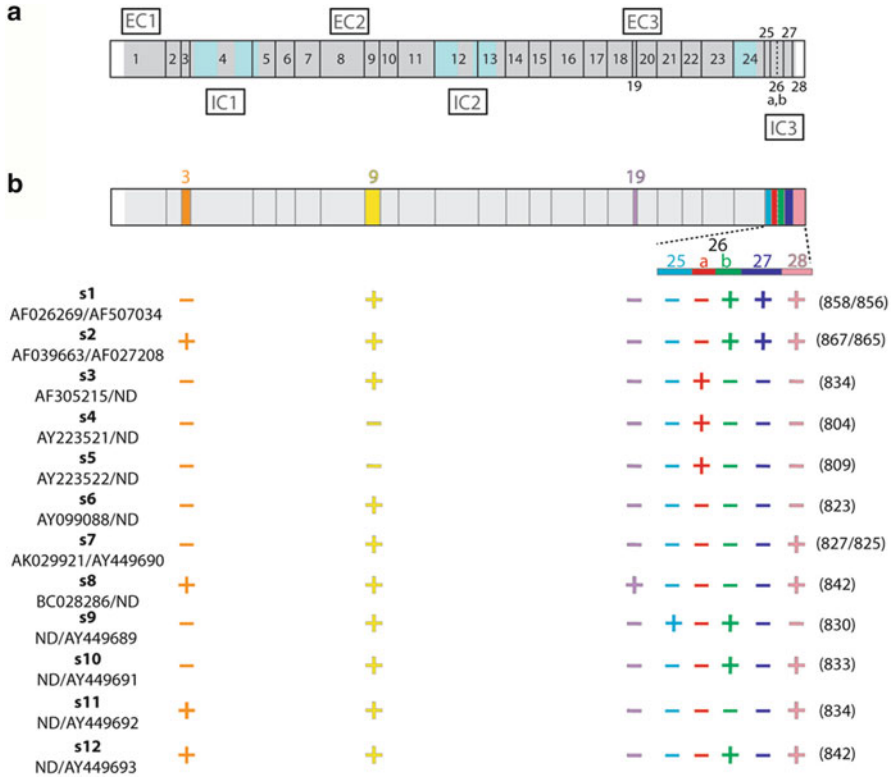 a
EC1 EC2 EC3
25 27
1 2 3 4 5 6 7 8 9 10 11 12 13 14 15 16 17 18 20 21 22 23 24
19 26 28
a,b
IC1 IC2
IC3
b
3 9 19
26
25 a b 27 28
s1
AF026269/AF507034 − + − − − + + + (858/856)
s2
AF039663/AF027208 + + − − − + + + (867/865)
s3
AF305215/ND − + − − + − − − (834)
s4
AY223521/ND − − − − + − − − (804)
s5
AY223522/ND − − − − + − − − (809)
s6
AY099088/ND − + − − − − − − (823)
s7
AK029921/AY449690 − + − − − − − + (827/825)
s8
BC028286/ND + + + − − − − + (842)
s9
ND/AY449689 − + − + − + − − (830)
s10
ND/AY449691 − + − − − + − + (833)
s11
ND/AY449692 + + − − − − − + (834)
s12
ND/AY449693 + + − − − + − + (842)